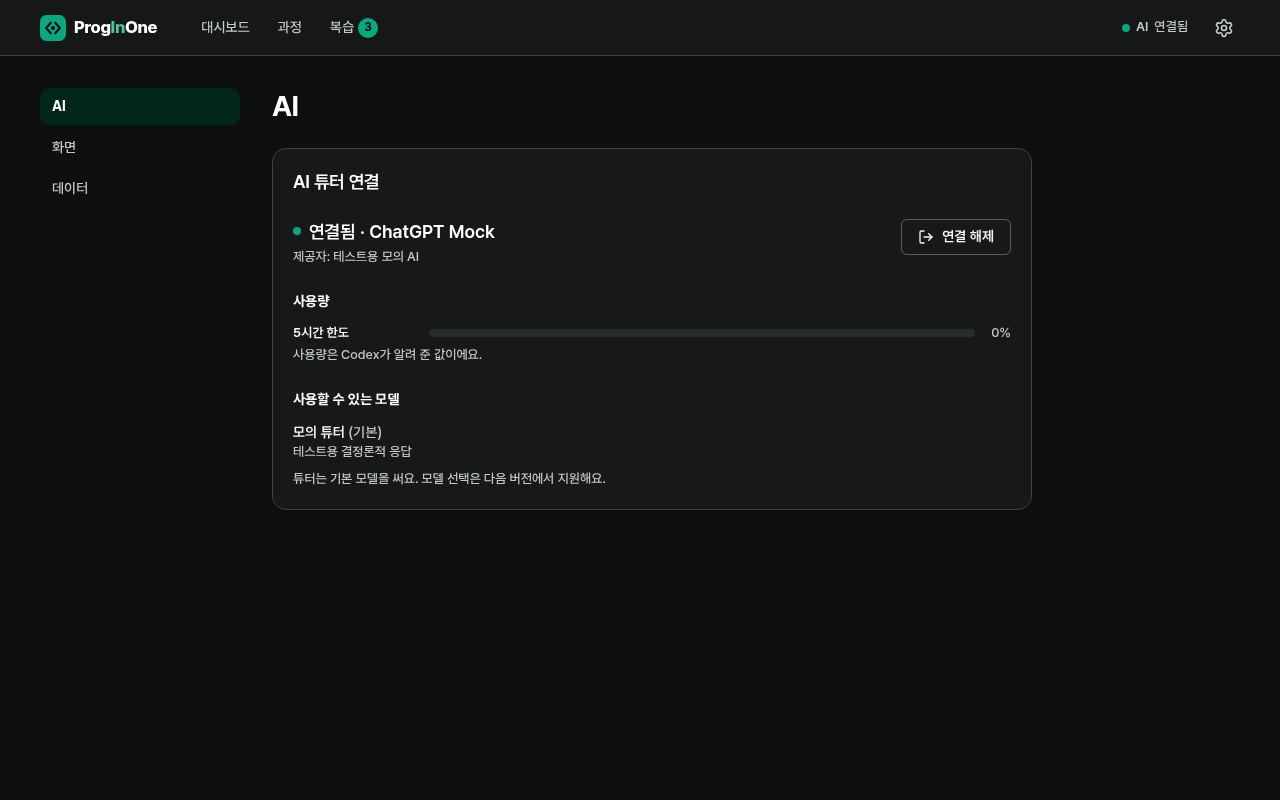 ProgInOne
대시보드
과정
복습 3
AI 연결됨
AI
화면
데이터
AI
AI 튜터 연결
연결됨 · ChatGPT Mock
연결 해제
제공자: 테스트용 모의 AI
사용량
5시간 한도
0%
사용량은 Codex가 알려 준 값이에요.
사용할 수 있는 모델
모의 튜터 (기본)
테스트용 결정론적 응답
튜터는 기본 모델을 써요. 모델 선택은 다음 버전에서 지원해요.